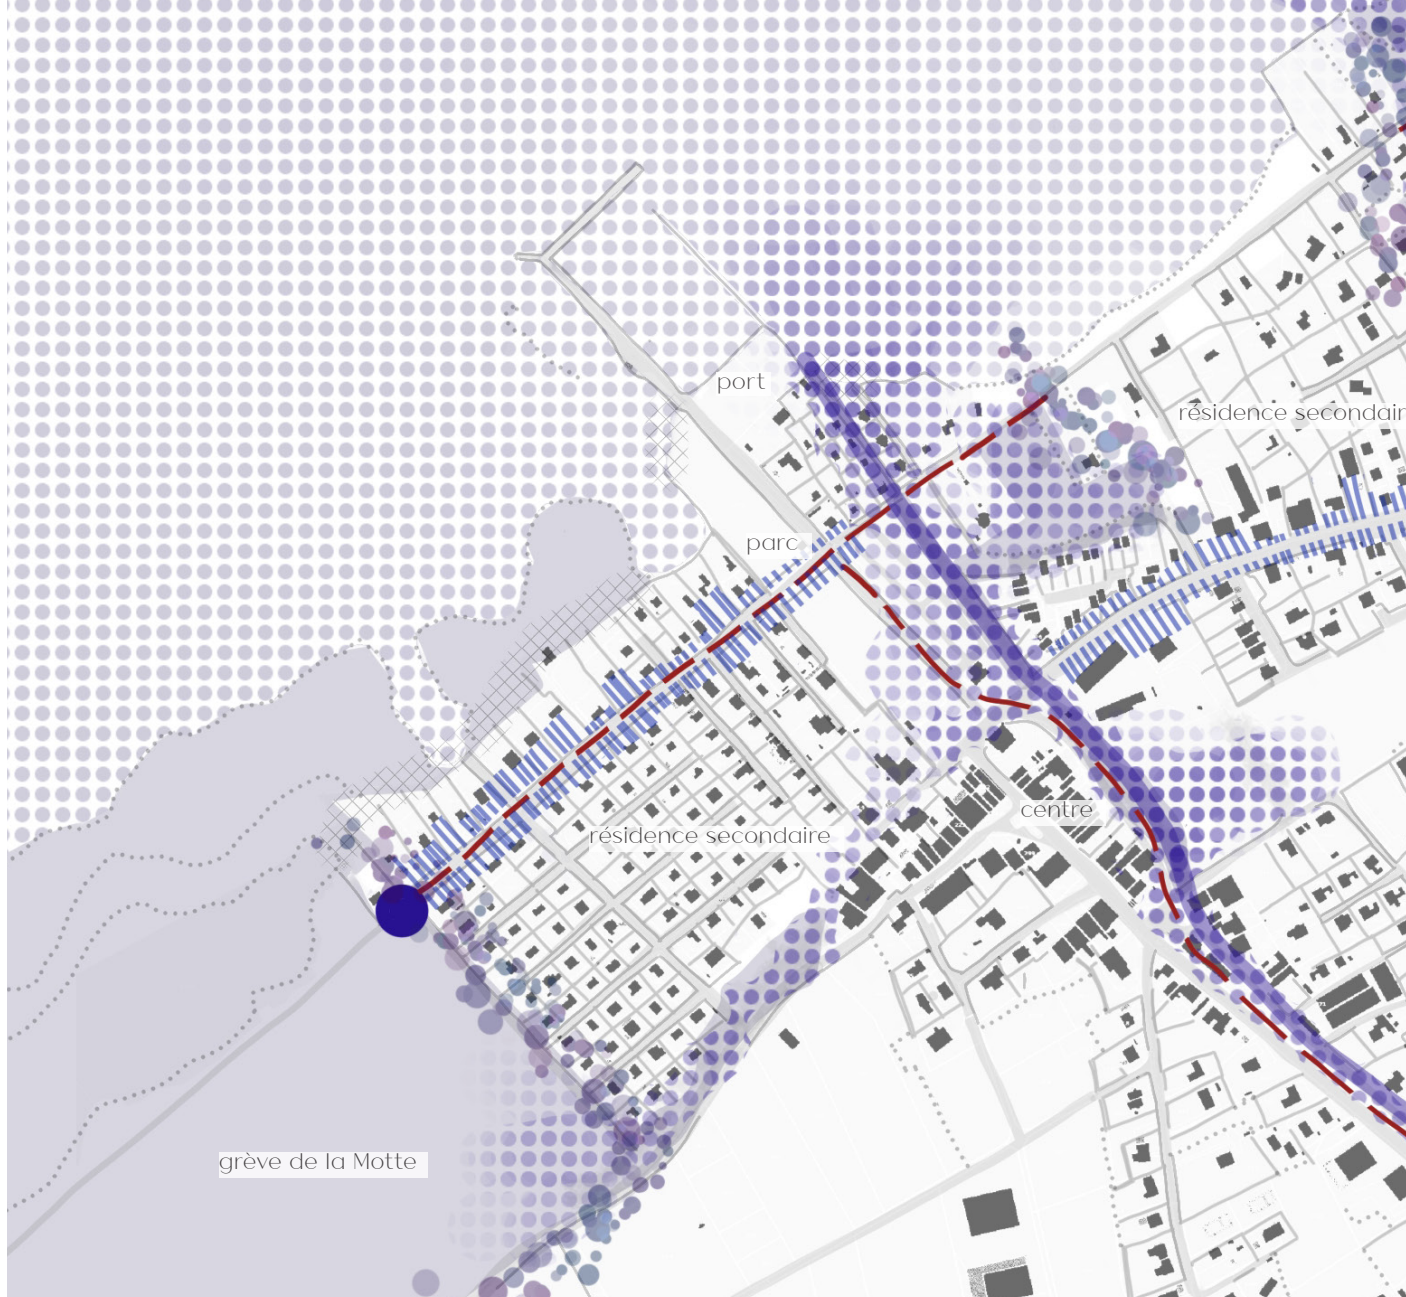 port
résidence secondair
parc
centre
résidence secondaire
grève de la Motte